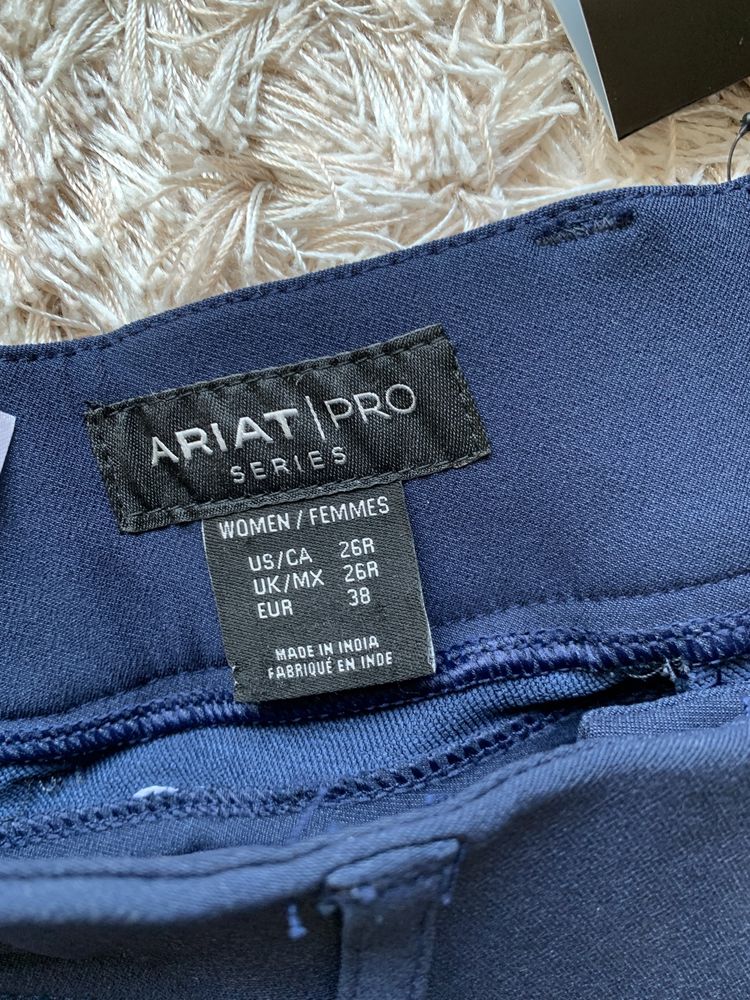 ARIAT|PRO
SERIES
WOMEN / FEMMES
US/CA 26R
UK/MX 26R
EUR 38
MADE IN INDIA
FABRIQUÉ EN INDE